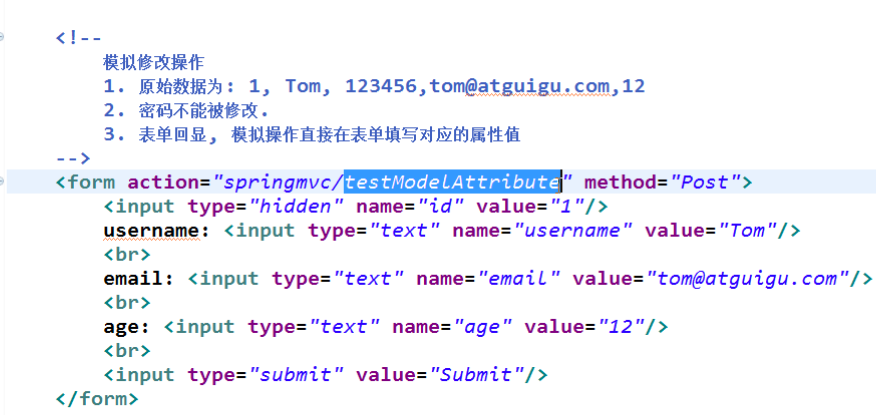 <!--
模拟修改操作
1. 原始数据为: 1, Tom, 123456,tom@atguigu.com,12
2. 密码不能被修改.
3. 表单回显, 模拟操作直接在表单填写对应的属性值
-->
<form action="springmvc/testModelAttribute" method="Post">
<input type="hidden" name="id" value="1"/>
username: <input type="text" name="username" value="Tom"/>
<br>
email: <input type="text" name="email" value="tom@atguigu.com"/>
<br>
age: <input type="text" name="age" value="12"/>
<br>
<input type="submit" value="Submit"/>
</form>